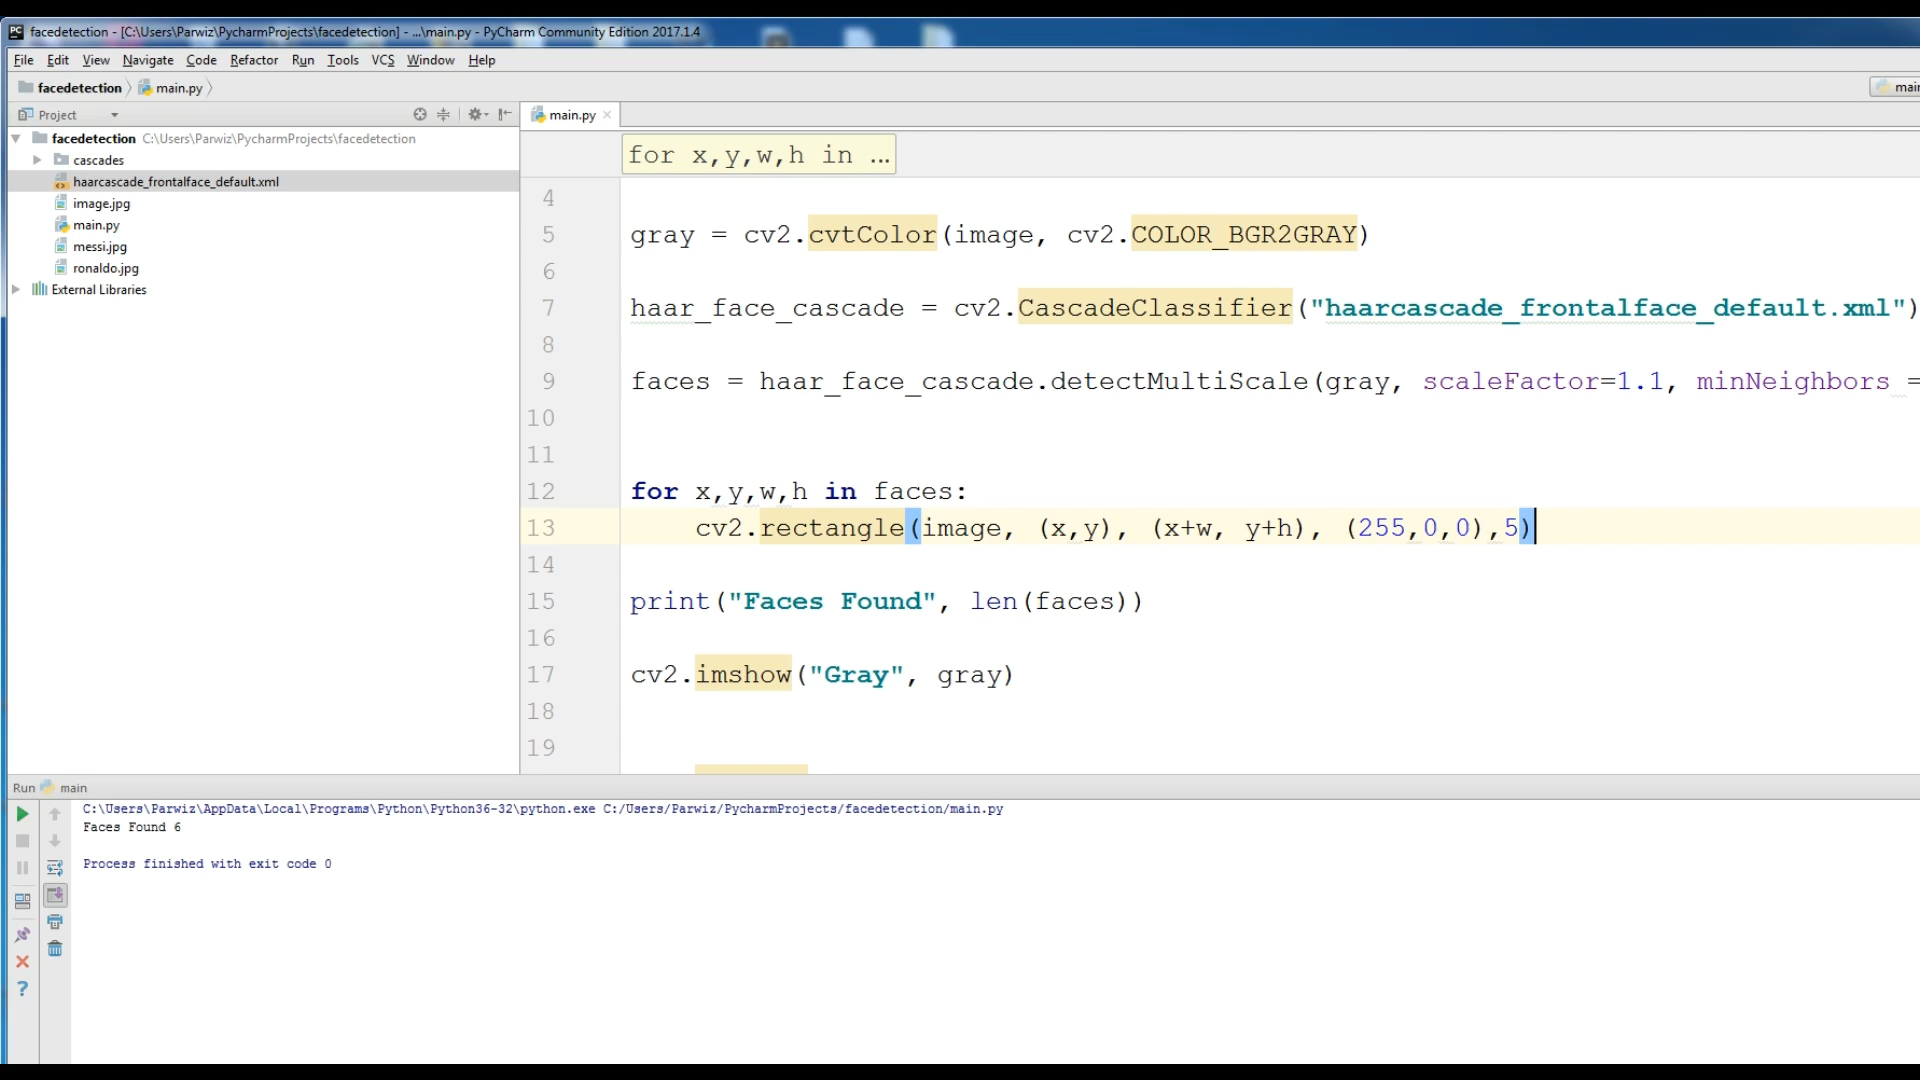 facedetection - [C:\Users\Parwiz\PycharmProjects\facedetection] - ...\main.py - PyCharm Community Edition 2017.1.4
File Edit View Navigate Code Refactor Run Tools VCS Window Help
facedetection main.py
Project
main.py
facedetection C:\Users\Parwiz\PycharmProjects\facedetection
cascades
haarcascade_frontalface_default.xml
image.jpg
main.py
messi.jpg
ronaldo.jpg
External Libraries
for x,y,w,h in ...
4
5 gray = cv2.cvtColor(image, cv2.COLOR_BGR2GRAY)
6
7 haar_face_cascade = cv2.CascadeClassifier("haarcascade_frontalface_default.xml")
8
9 faces = haar_face_cascade.detectMultiScale(gray, scaleFactor=1.1, minNeighbors =
10
11
12 for x,y,w,h in faces:
13 cv2.rectangle(image, (x,y), (x+w, y+h), (255,0,0),5)
14
15 print("Faces Found", len(faces))
16
17 cv2.imshow("Gray", gray)
18
19
Run main
C:\Users\Parwiz\AppData\Local\Programs\Python\Python36-32\python.exe C:/Users/Parwiz/PycharmProjects/facedetection/main.py
Faces Found 6
Process finished with exit code 0